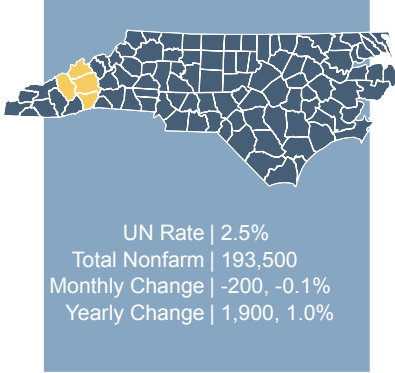 UN Rate | 2.5%
Total Nonfarm | 193,500
Monthly Change | -200, -0.1%
Yearly Change | 1,900, 1.0%